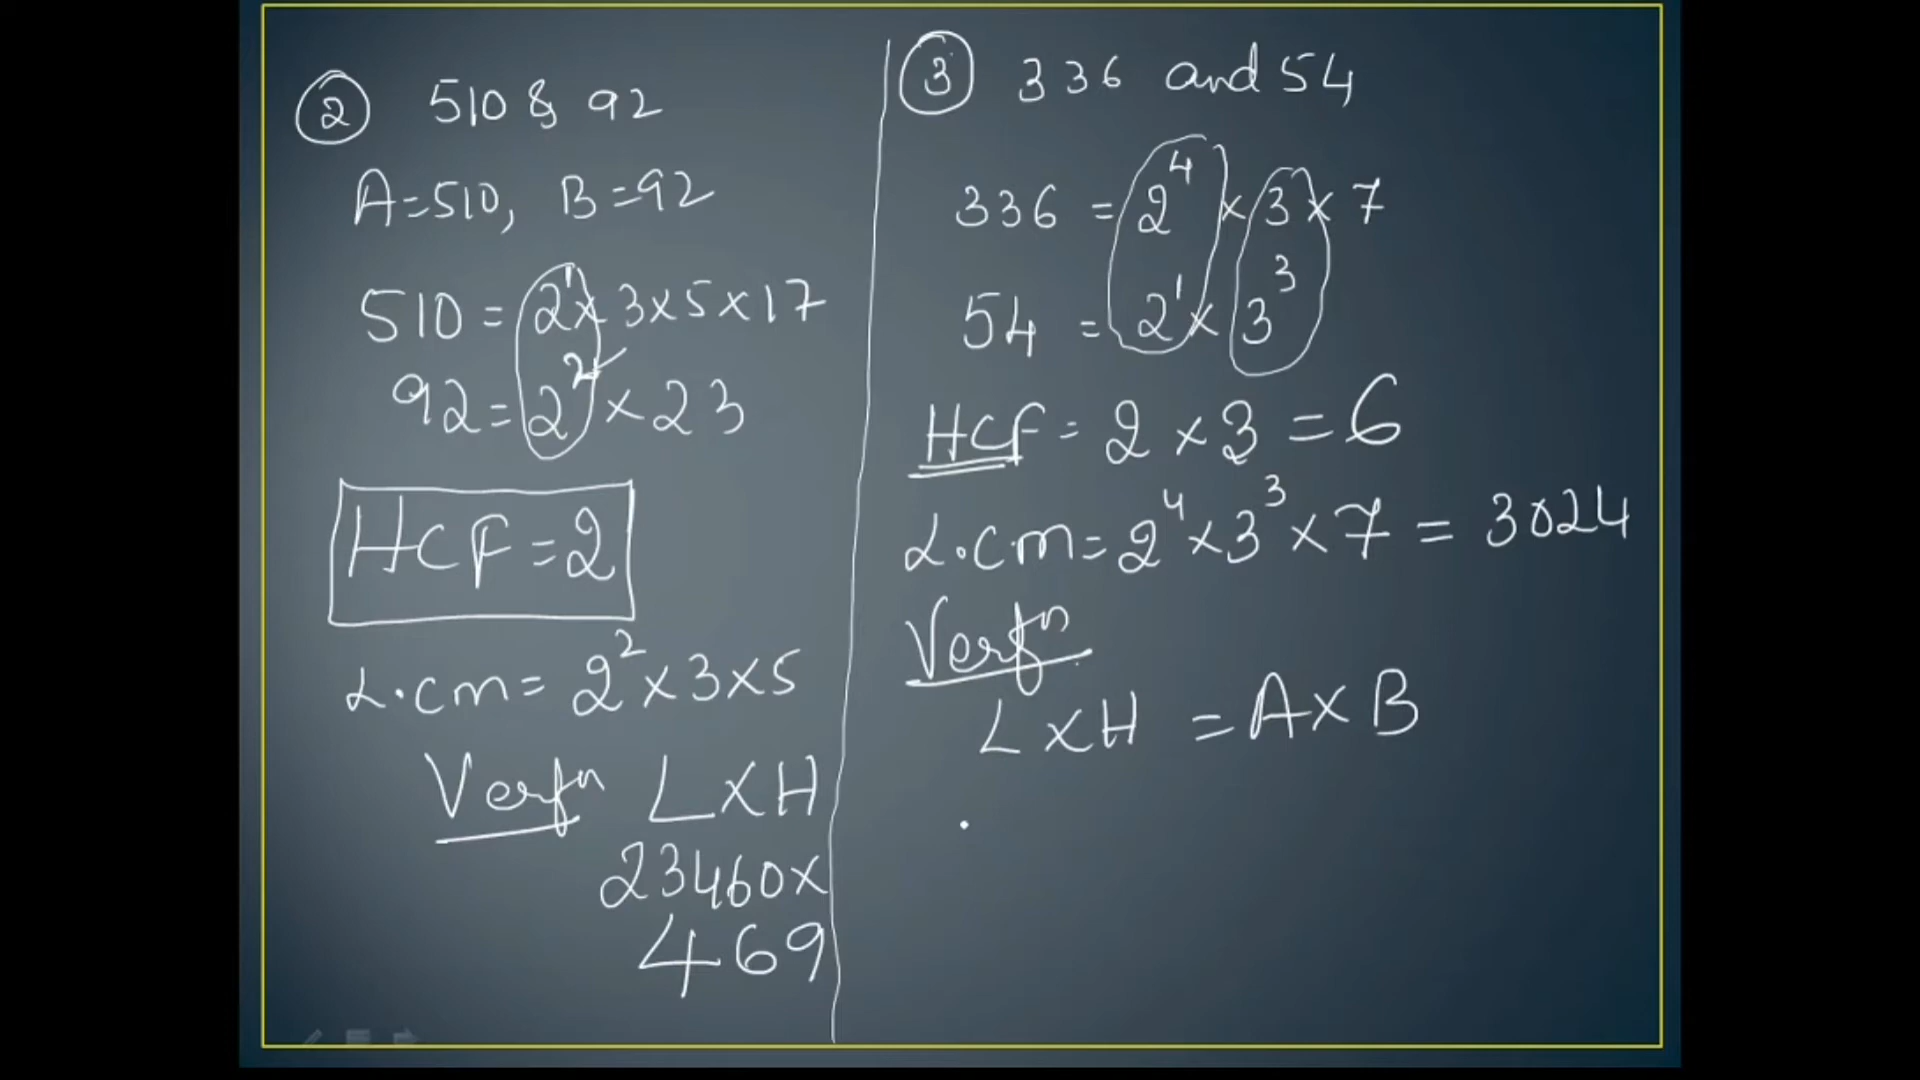 ② 510 & 92
A=510, B=92
510 = 2¹×3×5×17
92 = 2²×23
HCF=2
L.cm= 2²×3×5
Verfⁿ L×H
23460×
469
③ 336 and 54
336 = 2⁴×3×7
54 = 2¹×3³
HCF = 2×3 = 6
L.cm= 2⁴×3³×7 = 3024
Verfⁿ
L×H = A×B